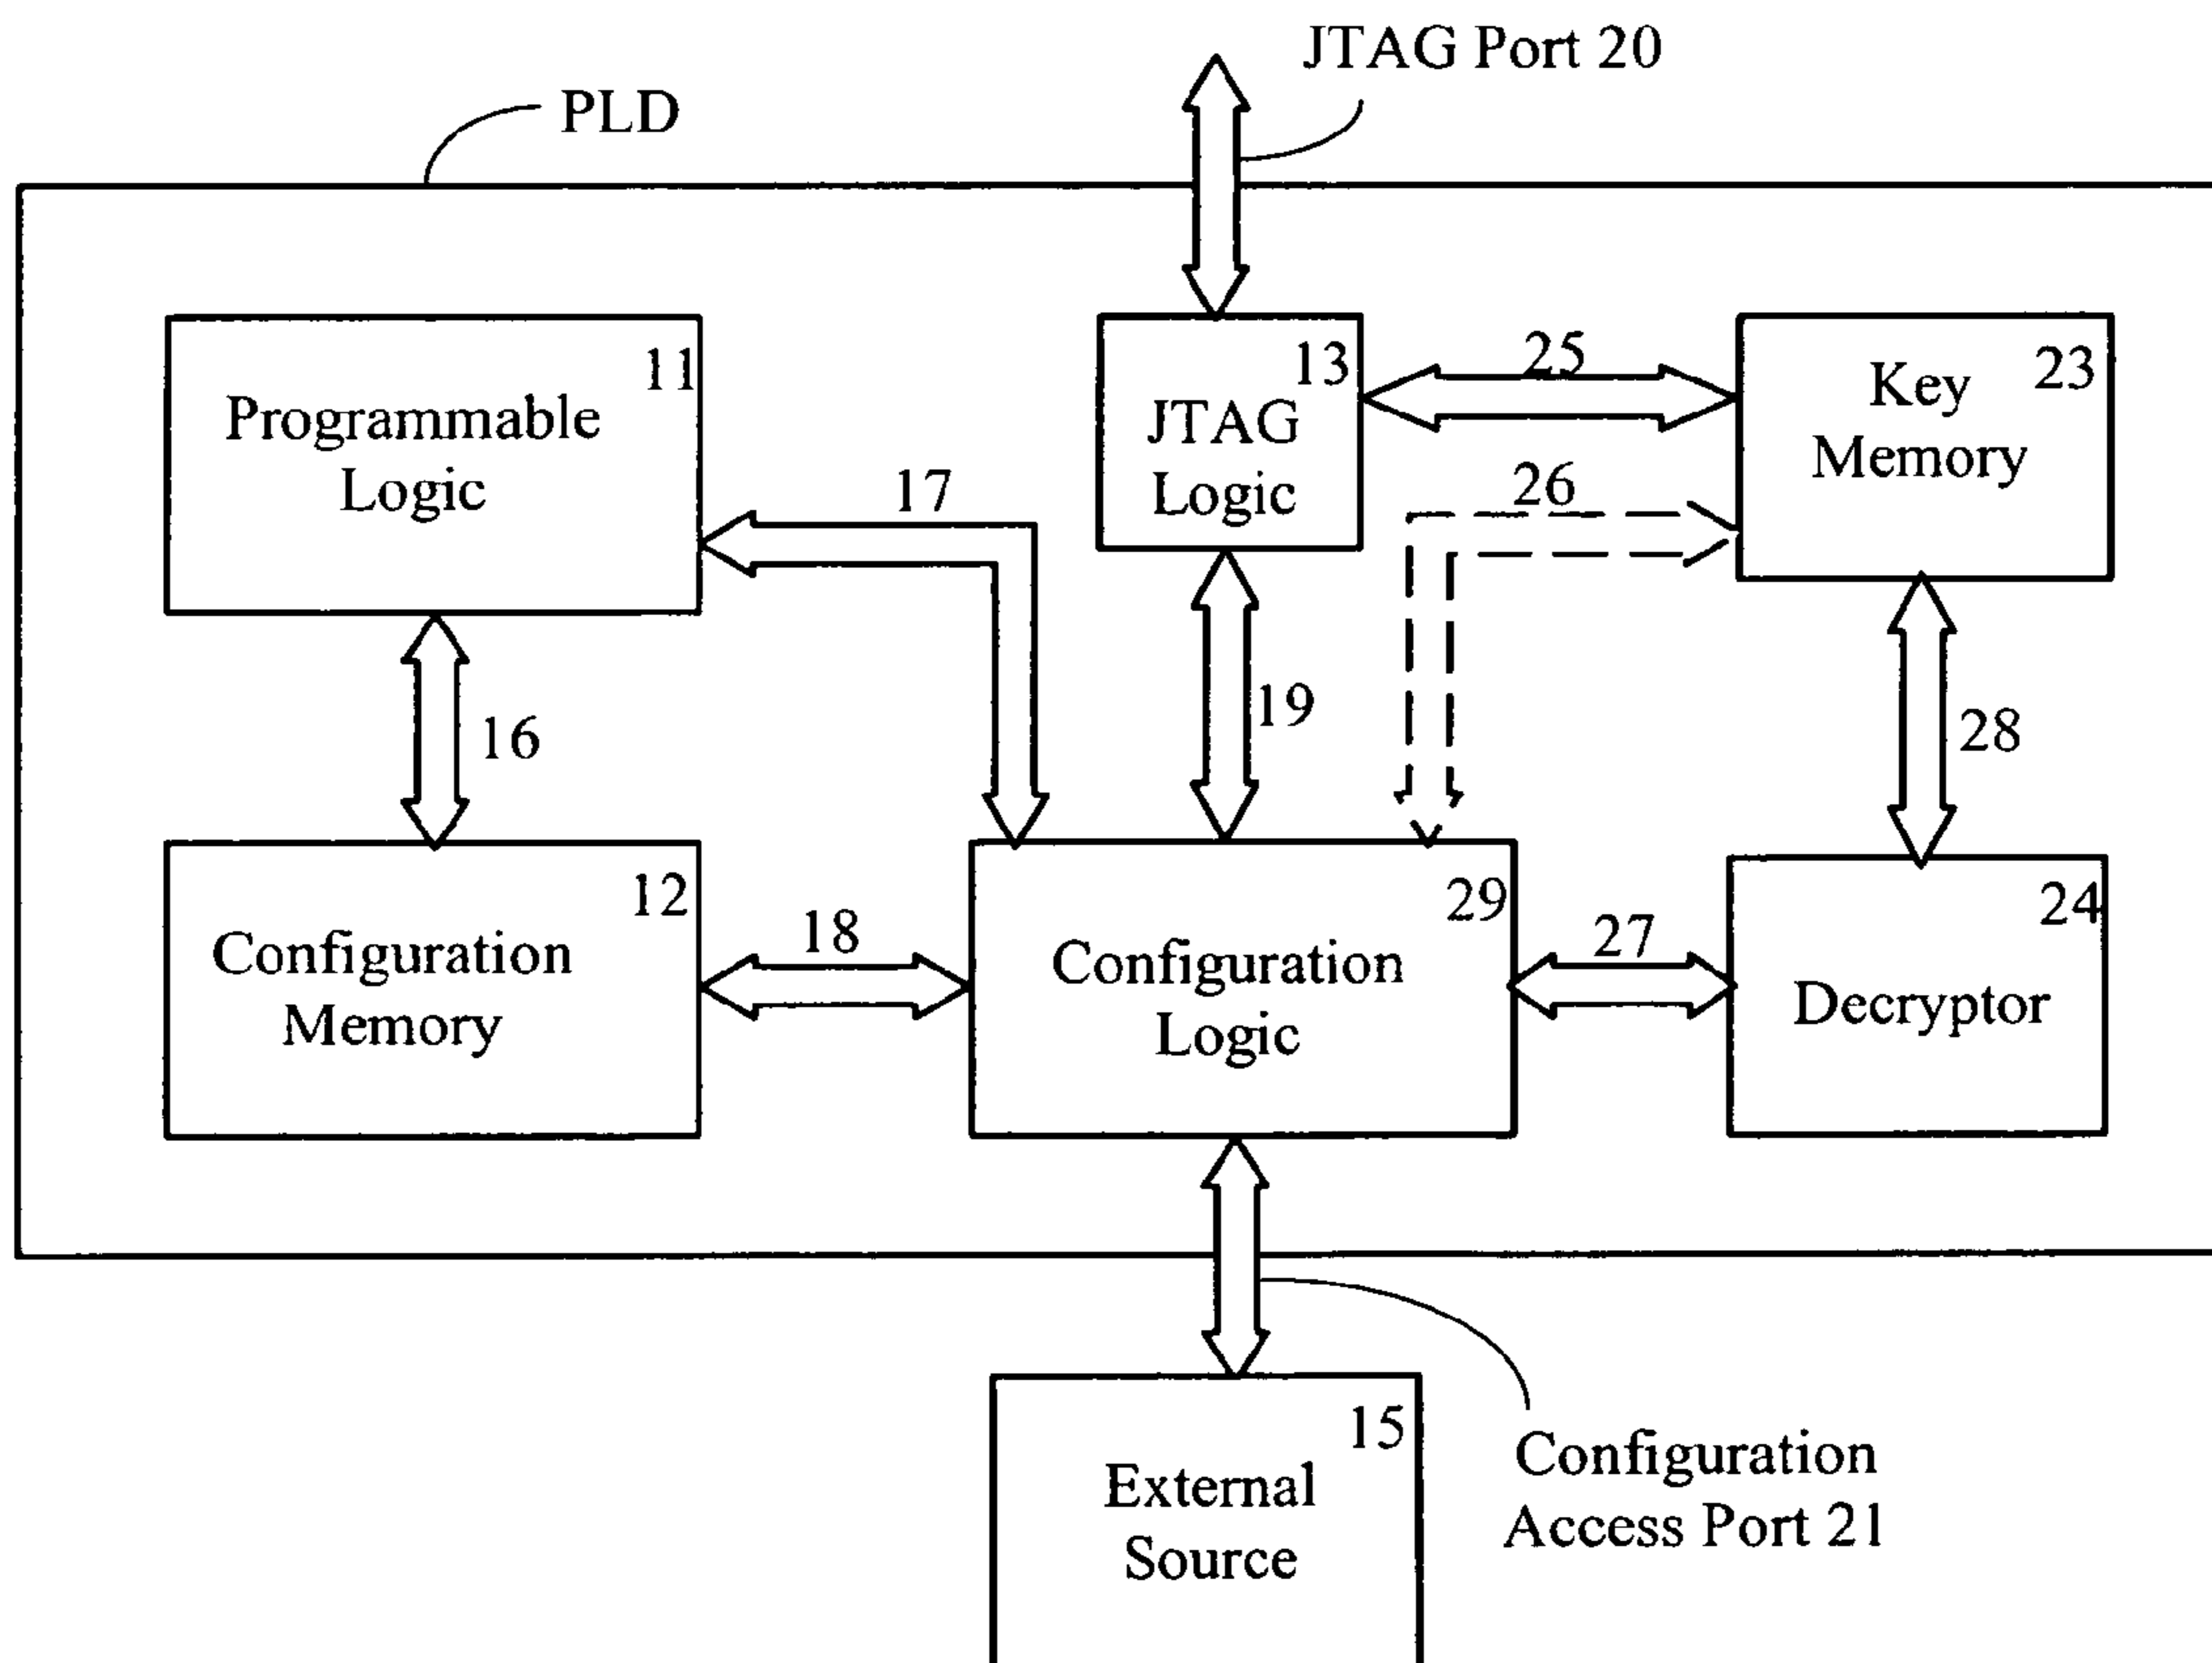 JTAG Port 20
PLD
11
Programmable
Logic
13
JTAG
Logic
25
23
Key
Memory
17
26
16
19
28
12
Configuration
Memory
18
29
Configuration
Logic
27
24
Decryptor
15
External
Source
Configuration
Access Port 21